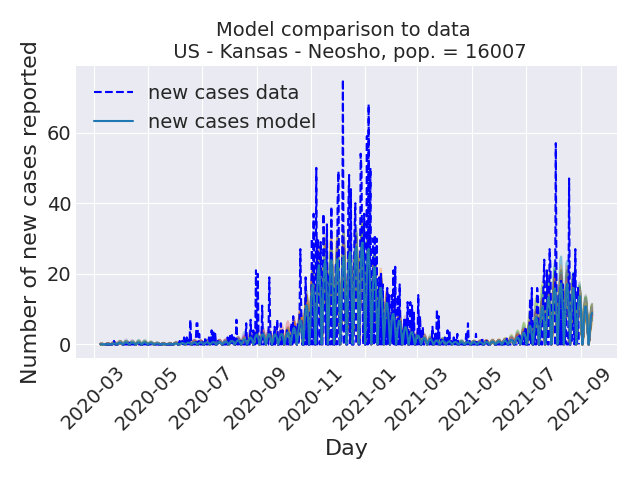 Model comparison to data
US - Kansas - Neosho, pop. = 16007
new cases data
new cases model
Number of new cases reported
60
40
20
0
2020-03
2020-05
2020-07
2020-09
2020-11
2021-01
2021-03
2021-05
2021-07
2021-09
Day